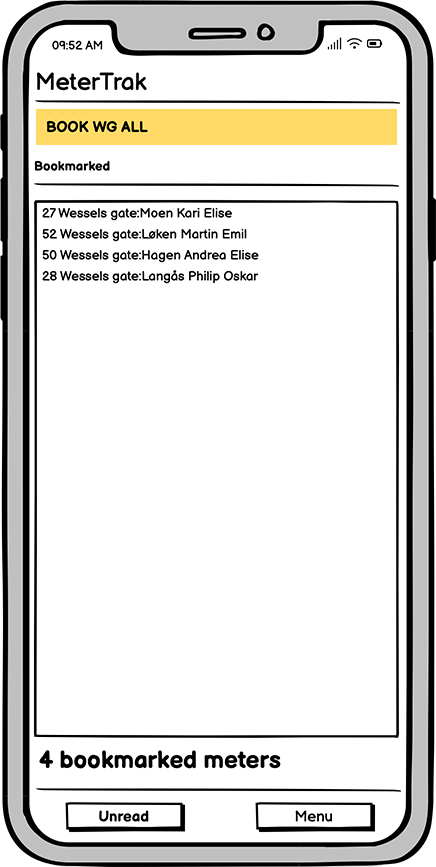 09:52 AM
MeterTrak
BOOK WG ALL
Bookmarked
27 Wessels gate:Moen Kari Elise
52 Wessels gate:Løken Martin Emil
50 Wessels gate:Hagen Andrea Elise
28 Wessels gate:Langås Philip Oskar
4 bookmarked meters
Unread
Menu